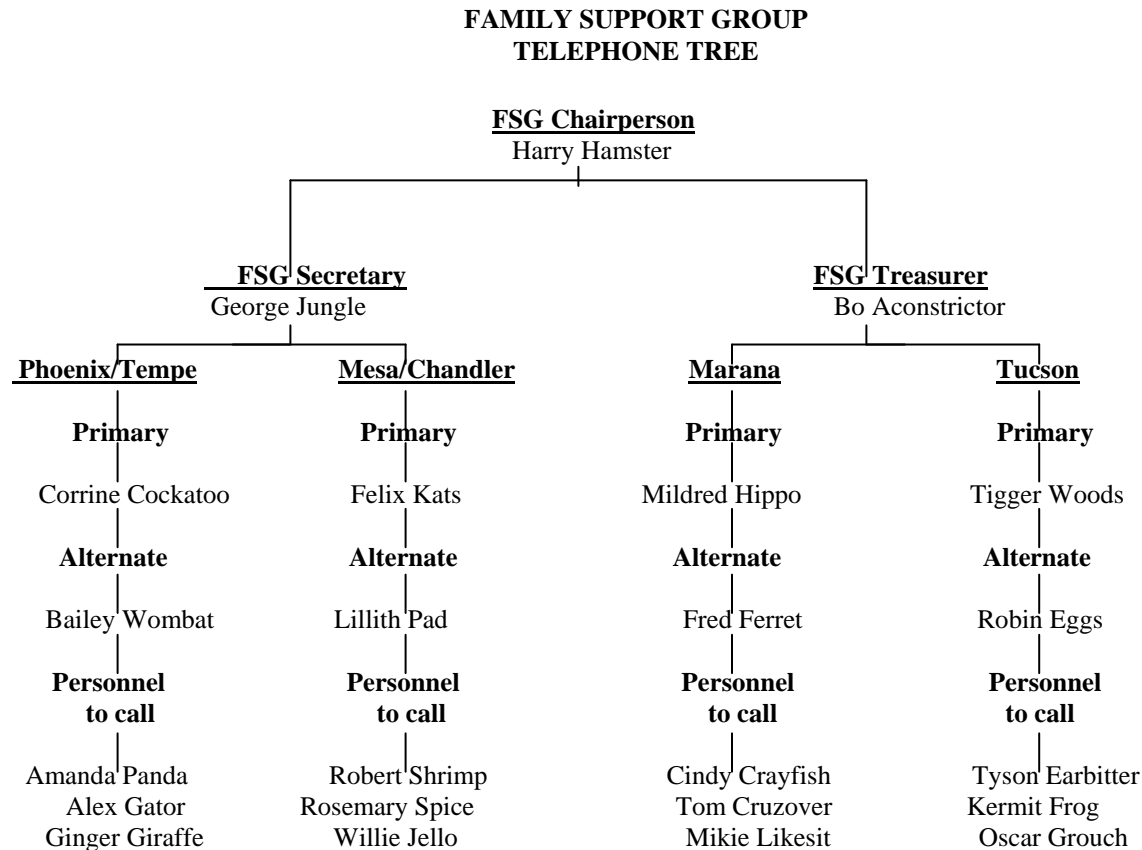 FAMILY SUPPORT GROUP
TELEPHONE TREE
FSG Chairperson
Harry Hamster
FSG Secretary
George Jungle
FSG Treasurer
Bo Aconstrictor
Phoenix/Tempe
Primary
Corrine Cockatoo
Alternate
Bailey Wombat
Personnel
to call
Amanda Panda
Alex Gator
Ginger Giraffe
Mesa/Chandler
Primary
Felix Kats
Alternate
Lillith Pad
Personnel
to call
Robert Shrimp
Rosemary Spice
Willie Jello
Marana
Primary
Mildred Hippo
Alternate
Fred Ferret
Personnel
to call
Cindy Crayfish
Tom Cruzover
Mikie Likesit
Tucson
Primary
Tigger Woods
Alternate
Robin Eggs
Personnel
to call
Tyson Earbitter
Kermit Frog
Oscar Grouch